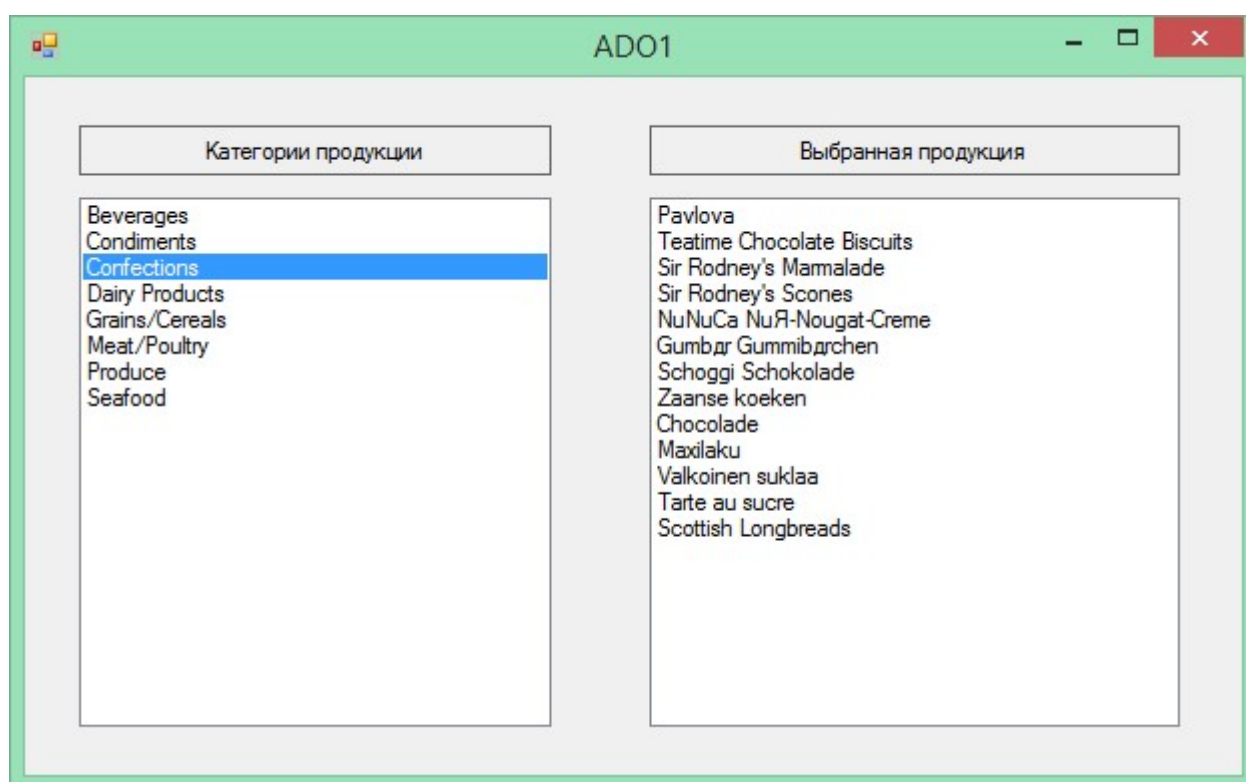 ADO1
Категории продукции
Beverages
Condiments
Confections
Dairy Products
Grains/Cereals
Meat/Poultry
Produce
Seafood
Выбранная продукция
Pavlova
Teatime Chocolate Biscuits
Sir Rodney's Marmalade
Sir Rodney's Scones
NuNuCa NuЯ-Nougat-Creme
Gumbдr Gummibдrchen
Schoggi Schokolade
Zaanse koeken
Chocolade
Maxilaku
Valkoinen suklaa
Tarte au sucre
Scottish Longbreads